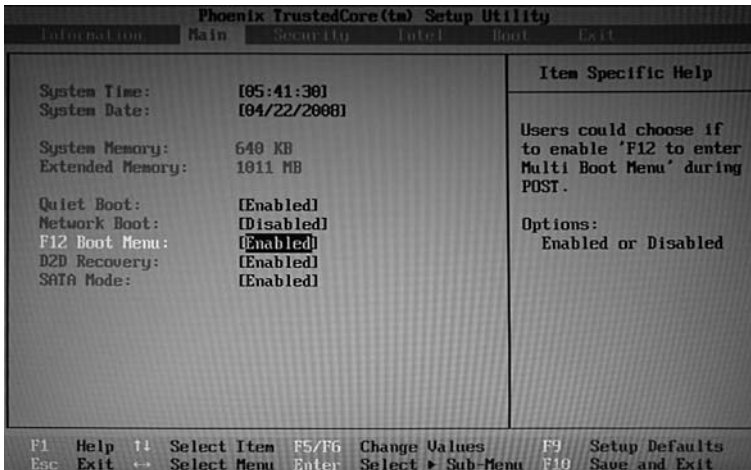 Phoenix TrustedCore(tm) Setup Utility
Information Main Security Intel Boot Exit
Item Specific Help
System Time: [05:41:30]
System Date: [04/22/2008]
System Memory: 640 KB
Extended Memory: 1011 MB
Quiet Boot: [Enabled]
Network Boot: [Disabled]
F12 Boot Menu: [Enabled]
D2D Recovery: [Enabled]
SATA Mode: [Enabled]
Users could choose if
to enable 'F12 to enter
Multi Boot Menu' during
POST.
Options:
Enabled or Disabled
F1 Help ↑↓ Select Item F5/F6 Change Values F9 Setup Defaults
Esc Exit ↔ Select Menu Enter Select ▶ Sub-Menu F10 Save and Exit